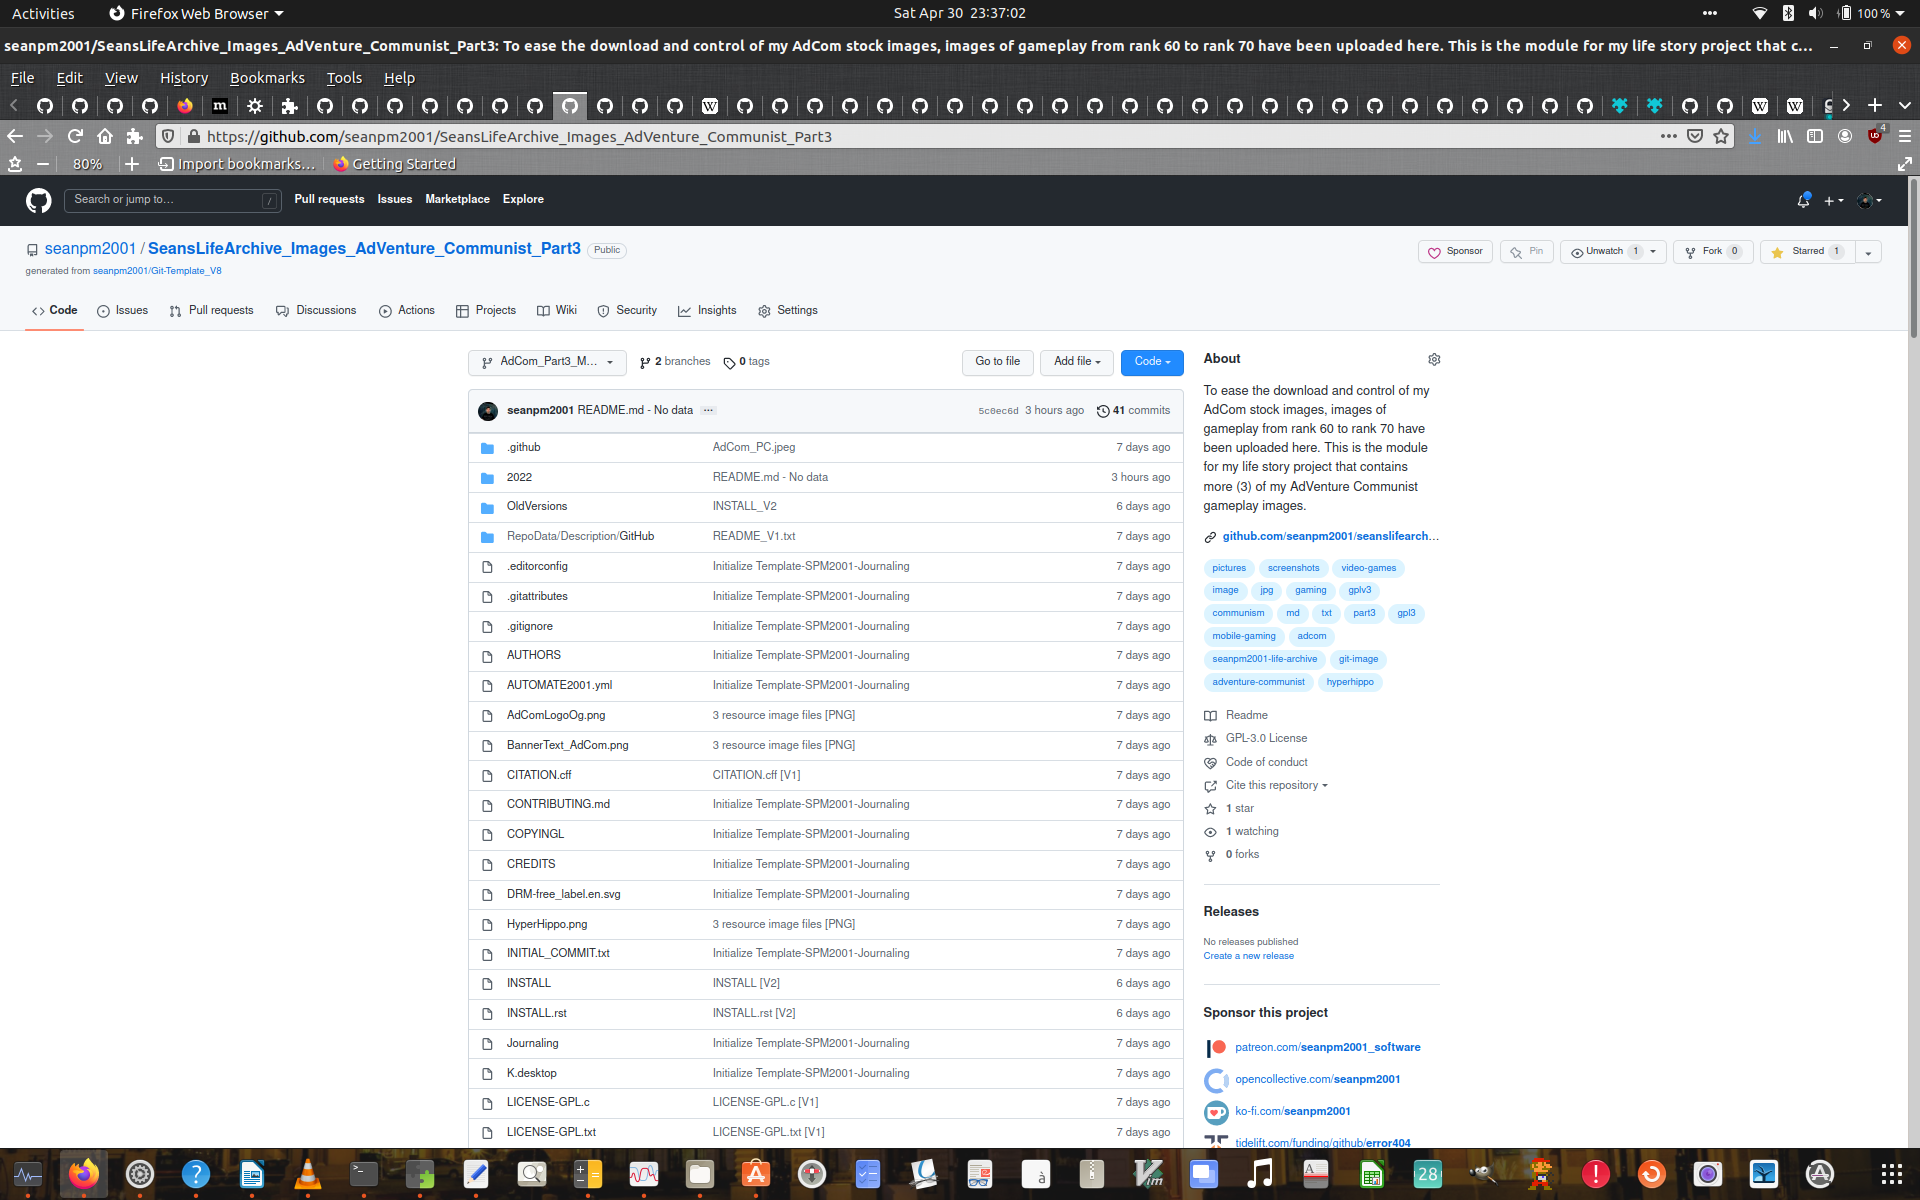 Activities
Firefox Web Browser
Sat Apr 30  23:37:02
100 %
seanpm2001/SeansLifeArchive_Images_AdVenture_Communist_Part3: To ease the download and control of my AdCom stock images, images of gameplay from rank 60 to rank 70 have been uploaded here. This is the module for my life story project that c…
File Edit View History Bookmarks Tools Help
https://github.com/seanpm2001/SeansLifeArchive_Images_AdVenture_Communist_Part3
4
80%
Import bookmarks…
Getting Started
Search or jump to…
/
Pull requests Issues Marketplace Explore
seanpm2001 / SeansLifeArchive_Images_AdVenture_Communist_Part3
Public
Sponsor
Pin
Unwatch 1
Fork 0
Starred 1
generated from seanpm2001/Git-Template_V8
Code
Issues
Pull requests
Discussions
Actions
Projects
Wiki
Security
Insights
Settings
AdCom_Part3_M…
2 branches
0 tags
Go to file
Add file
Code
seanpm2001 README.md - No data
5c0ec6d 3 hours ago
41 commits
.github AdCom_PC.jpeg 7 days ago
2022 README.md - No data 3 hours ago
OldVersions INSTALL_V2 6 days ago
RepoData/Description/GitHub README_V1.txt 7 days ago
.editorconfig Initialize Template-SPM2001-Journaling 7 days ago
.gitattributes Initialize Template-SPM2001-Journaling 7 days ago
.gitignore Initialize Template-SPM2001-Journaling 7 days ago
AUTHORS Initialize Template-SPM2001-Journaling 7 days ago
AUTOMATE2001.yml Initialize Template-SPM2001-Journaling 7 days ago
AdComLogoOg.png 3 resource image files [PNG] 7 days ago
BannerText_AdCom.png 3 resource image files [PNG] 7 days ago
CITATION.cff CITATION.cff [V1] 7 days ago
CONTRIBUTING.md Initialize Template-SPM2001-Journaling 7 days ago
COPYINGL Initialize Template-SPM2001-Journaling 7 days ago
CREDITS Initialize Template-SPM2001-Journaling 7 days ago
DRM-free_label.en.svg Initialize Template-SPM2001-Journaling 7 days ago
HyperHippo.png 3 resource image files [PNG] 7 days ago
INITIAL_COMMIT.txt Initialize Template-SPM2001-Journaling 7 days ago
INSTALL INSTALL [V2] 6 days ago
INSTALL.rst INSTALL.rst [V2] 6 days ago
Journaling Initialize Template-SPM2001-Journaling 7 days ago
K.desktop Initialize Template-SPM2001-Journaling 7 days ago
LICENSE-GPL.c LICENSE-GPL.c [V1] 7 days ago
LICENSE-GPL.txt LICENSE-GPL.txt [V1] 7 days ago
About
To ease the download and control of my
AdCom stock images, images of
gameplay from rank 60 to rank 70 have
been uploaded here. This is the module
for my life story project that contains
more (3) of my AdVenture Communist
gameplay images.
github.com/seanpm2001/seanslifearch…
pictures screenshots video-games
image jpg gaming gplv3
communism md txt part3 gpl3
mobile-gaming adcom
seanpm2001-life-archive git-image
adventure-communist hyperhippo
Readme
GPL-3.0 License
Code of conduct
Cite this repository
1 star
1 watching
0 forks
Releases
No releases published
Create a new release
Sponsor this project
patreon.com/seanpm2001_software
opencollective.com/seanpm2001
ko-fi.com/seanpm2001
tidelift.com/funding/github/error404
28